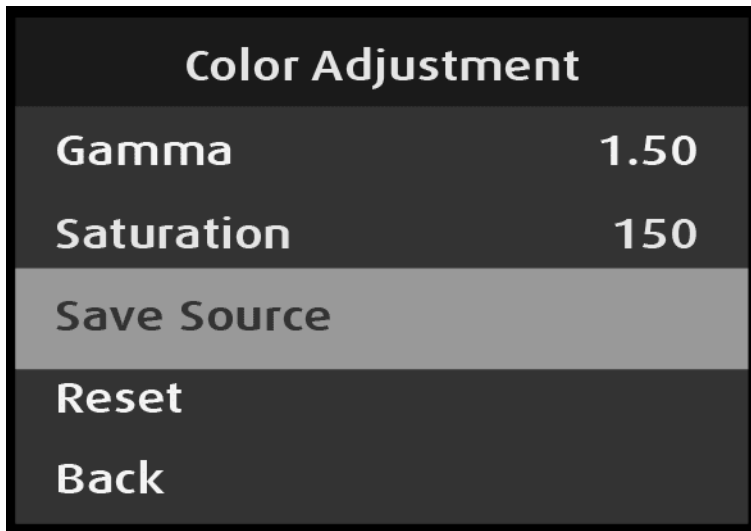 Color Adjustment
Gamma 1.50
Saturation 150
Save Source
Reset
Back